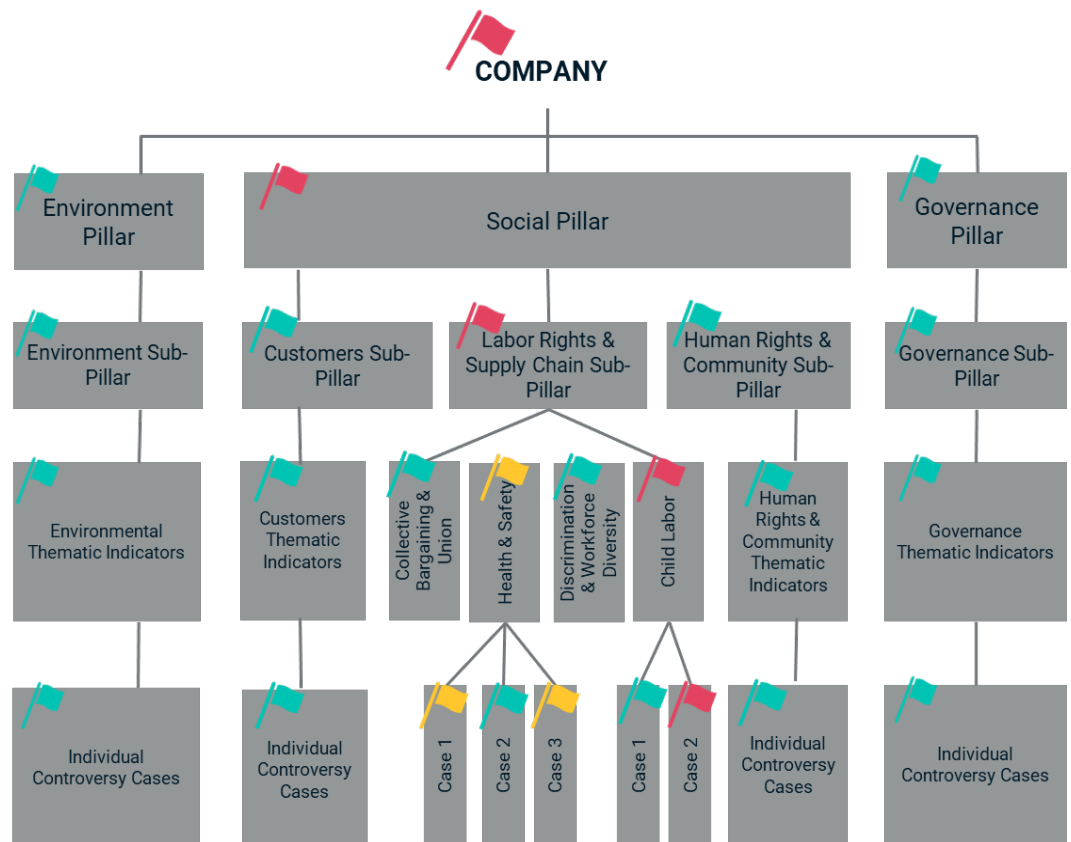 COMPANY
Environment
Pillar
Social Pillar
Governance
Pillar
Environment Sub-
Pillar
Customers Sub-
Pillar
Labor Rights &
Supply Chain Sub-
Pillar
Human Rights &
Community Sub-
Pillar
Governance Sub-
Pillar
Environmental
Thematic Indicators
Customers
Thematic
Indicators
Collective
Bargaining &
Union
Health & Safety
Discrimination
& Workforce
Diversity
Child Labor
Human
Rights &
Community
Thematic
Indicators
Governance
Thematic Indicators
Individual
Controversy Cases
Individual
Controversy
Cases
Case 1
Case 2
Case 3
Case 1
Case 2
Individual
Controversy
Cases
Individual
Controversy Cases